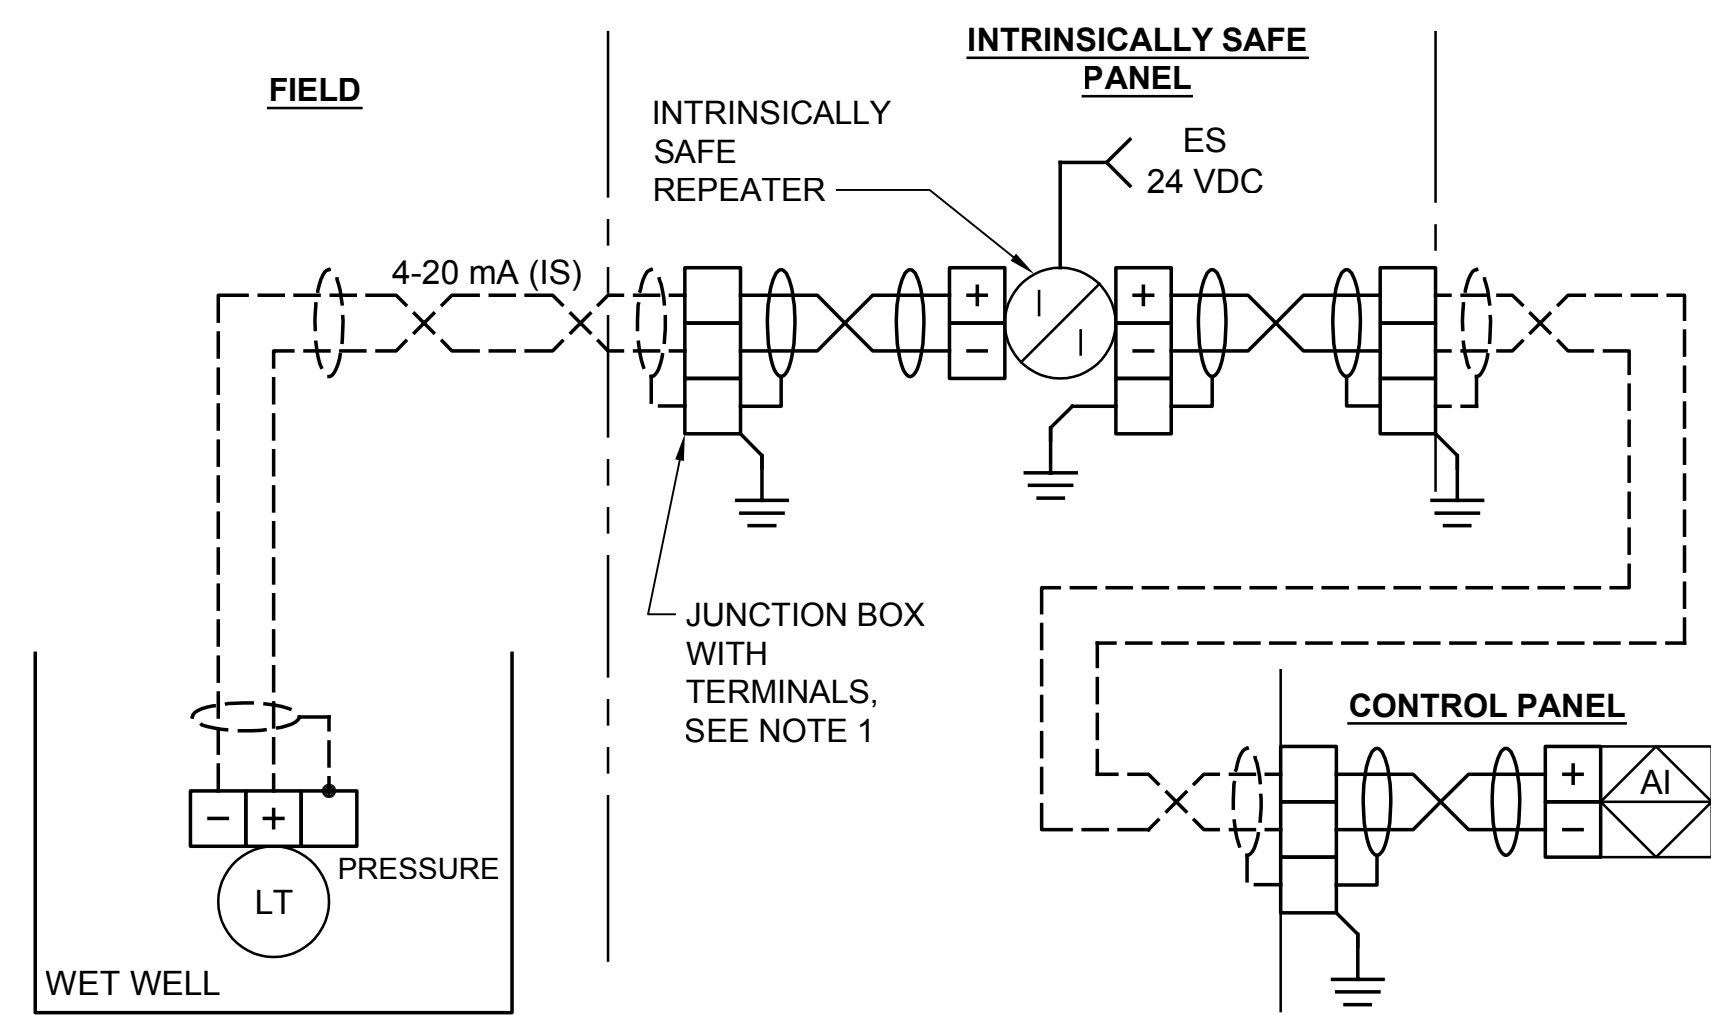 FIELD
INTRINSICALLY SAFE
PANEL
INTRINSICALLY
SAFE
REPEATER
ES
24 VDC
4-20 mA (IS)
+
−
I
I
+
−
JUNCTION BOX
WITH
TERMINALS,
SEE NOTE 1
CONTROL PANEL
+
−
AI
−
+
PRESSURE
LT
WET WELL